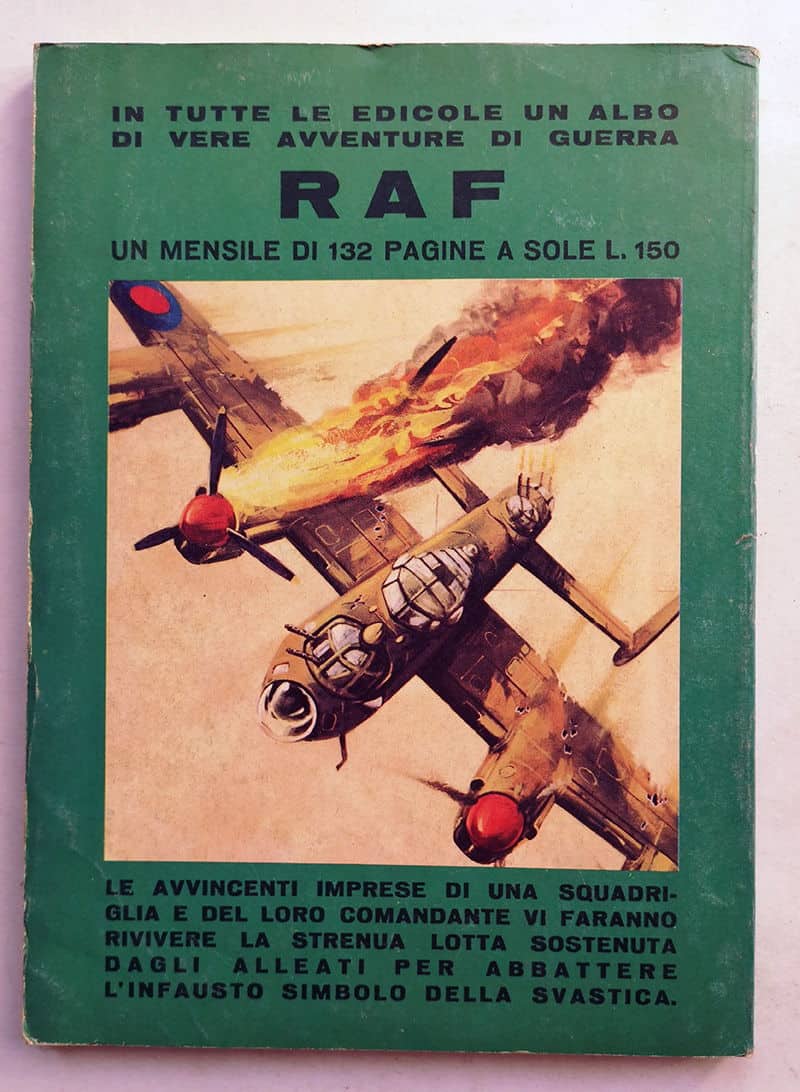 IN TUTTE LE EDICOLE UN ALBO
DI VERE AVVENTURE DI GUERRA
RAF
UN MENSILE DI 132 PAGINE A SOLE L. 150
LE AVVINCENTI IMPRESE DI UNA SQUADRI-
GLIA E DEL LORO COMANDANTE VI FARANNO
RIVIVERE LA STRENUA LOTTA SOSTENUTA
DAGLI ALLEATI PER ABBATTERE
L'INFAUSTO SIMBOLO DELLA SVASTICA.